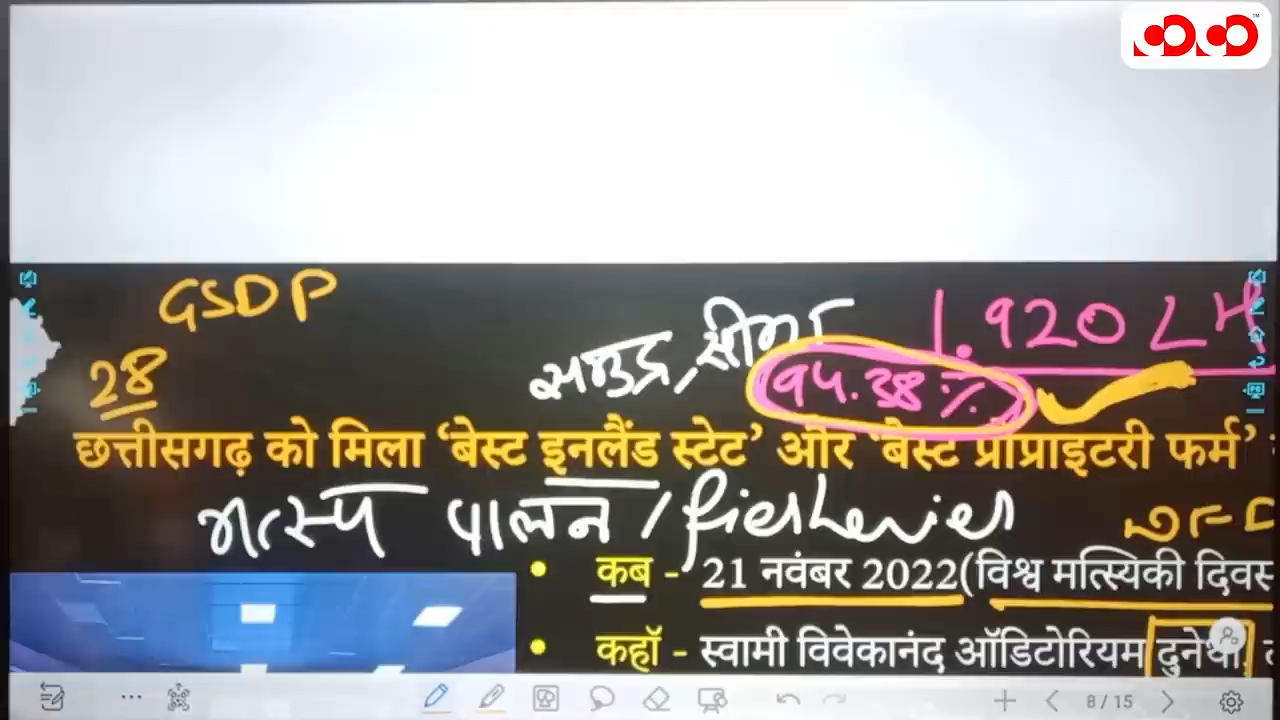 GSDP
समुद्र, सीमा
1.920 LH
28
94.38%
छत्तीसगढ़ को मिला 'बेस्ट इनलैंड स्टेट' और 'बेस्ट प्रोप्राइटरी फर्म'
मत्स्य पालन / fisheries
कब - 21 नवंबर 2022(विश्व मत्स्यिकी दिवस
कहाॅ - स्वामी विवेकानंद ऑडिटोरियम
8 / 15